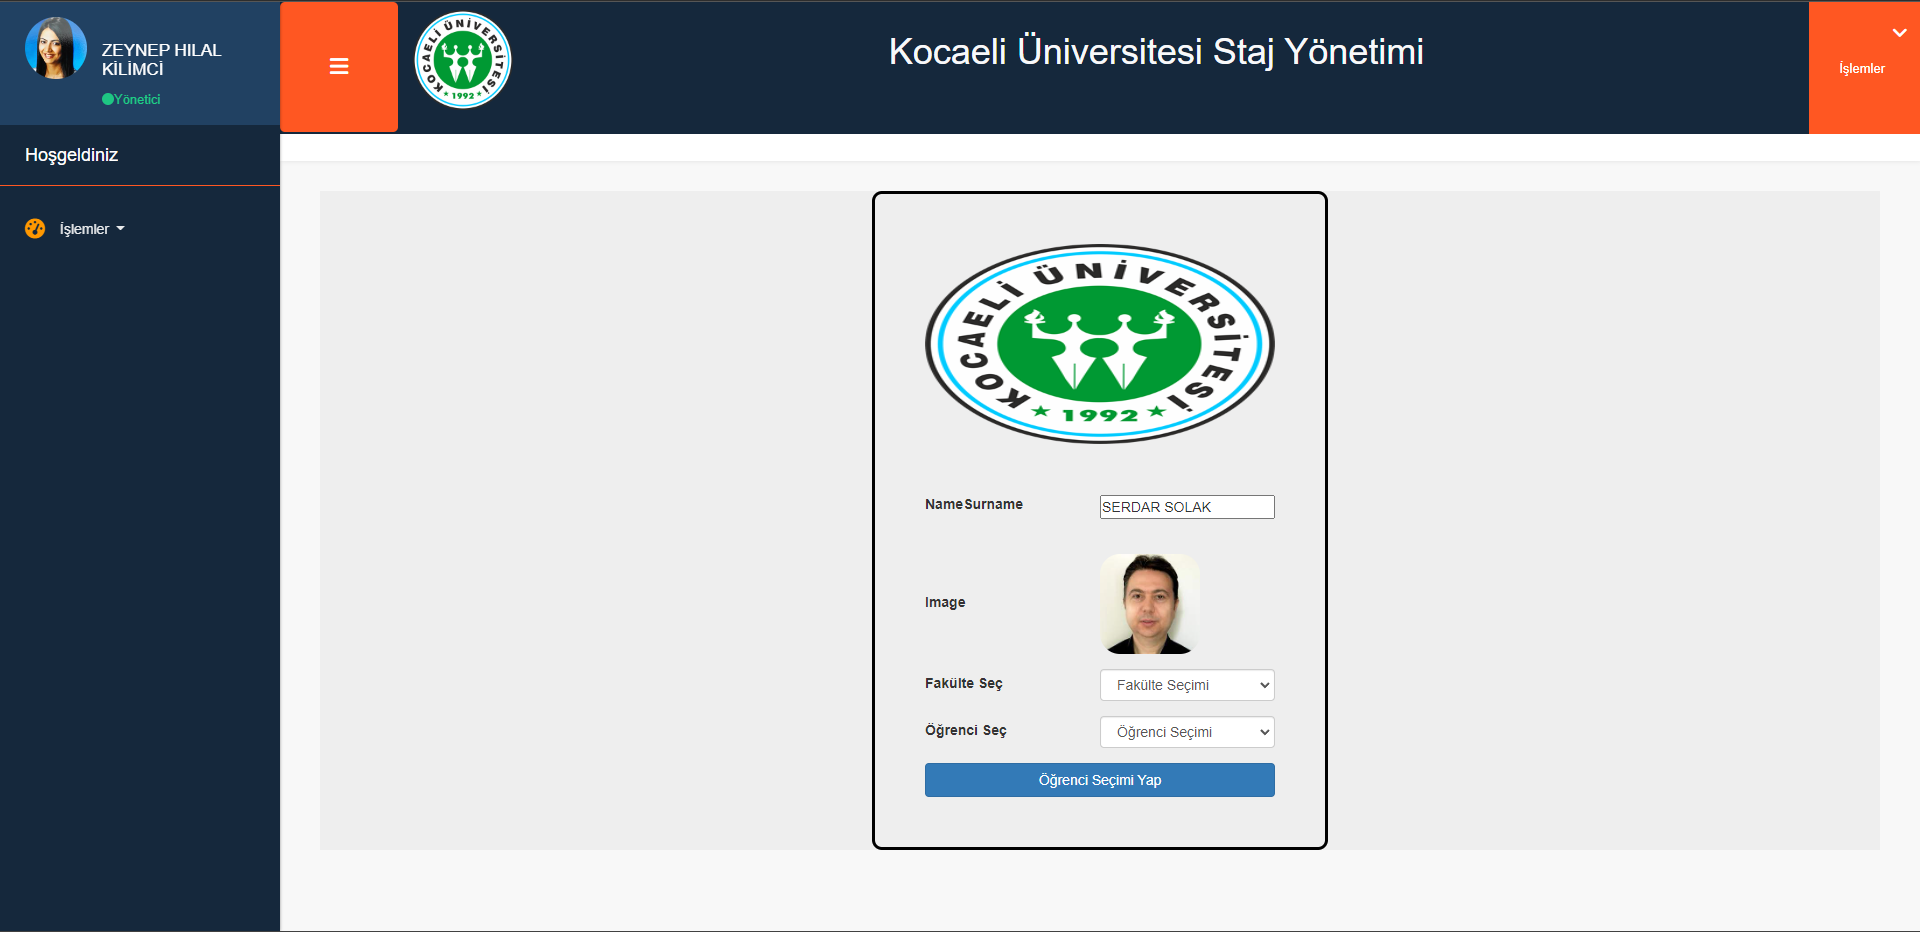 ZEYNEP HILAL
KİLİMCİ
Yönetici
Hoşgeldiniz
İşlemler
KOCAELİ ÜNİVERSİTESİ
1992
Kocaeli Üniversitesi Staj Yönetimi
İşlemler
KOCAELİ ÜNİVERSİTESİ
1992
NameSurname
SERDAR SOLAK
Image
Fakülte Seç
Fakülte Seçimi
Öğrenci Seç
Öğrenci Seçimi
Öğrenci Seçimi Yap